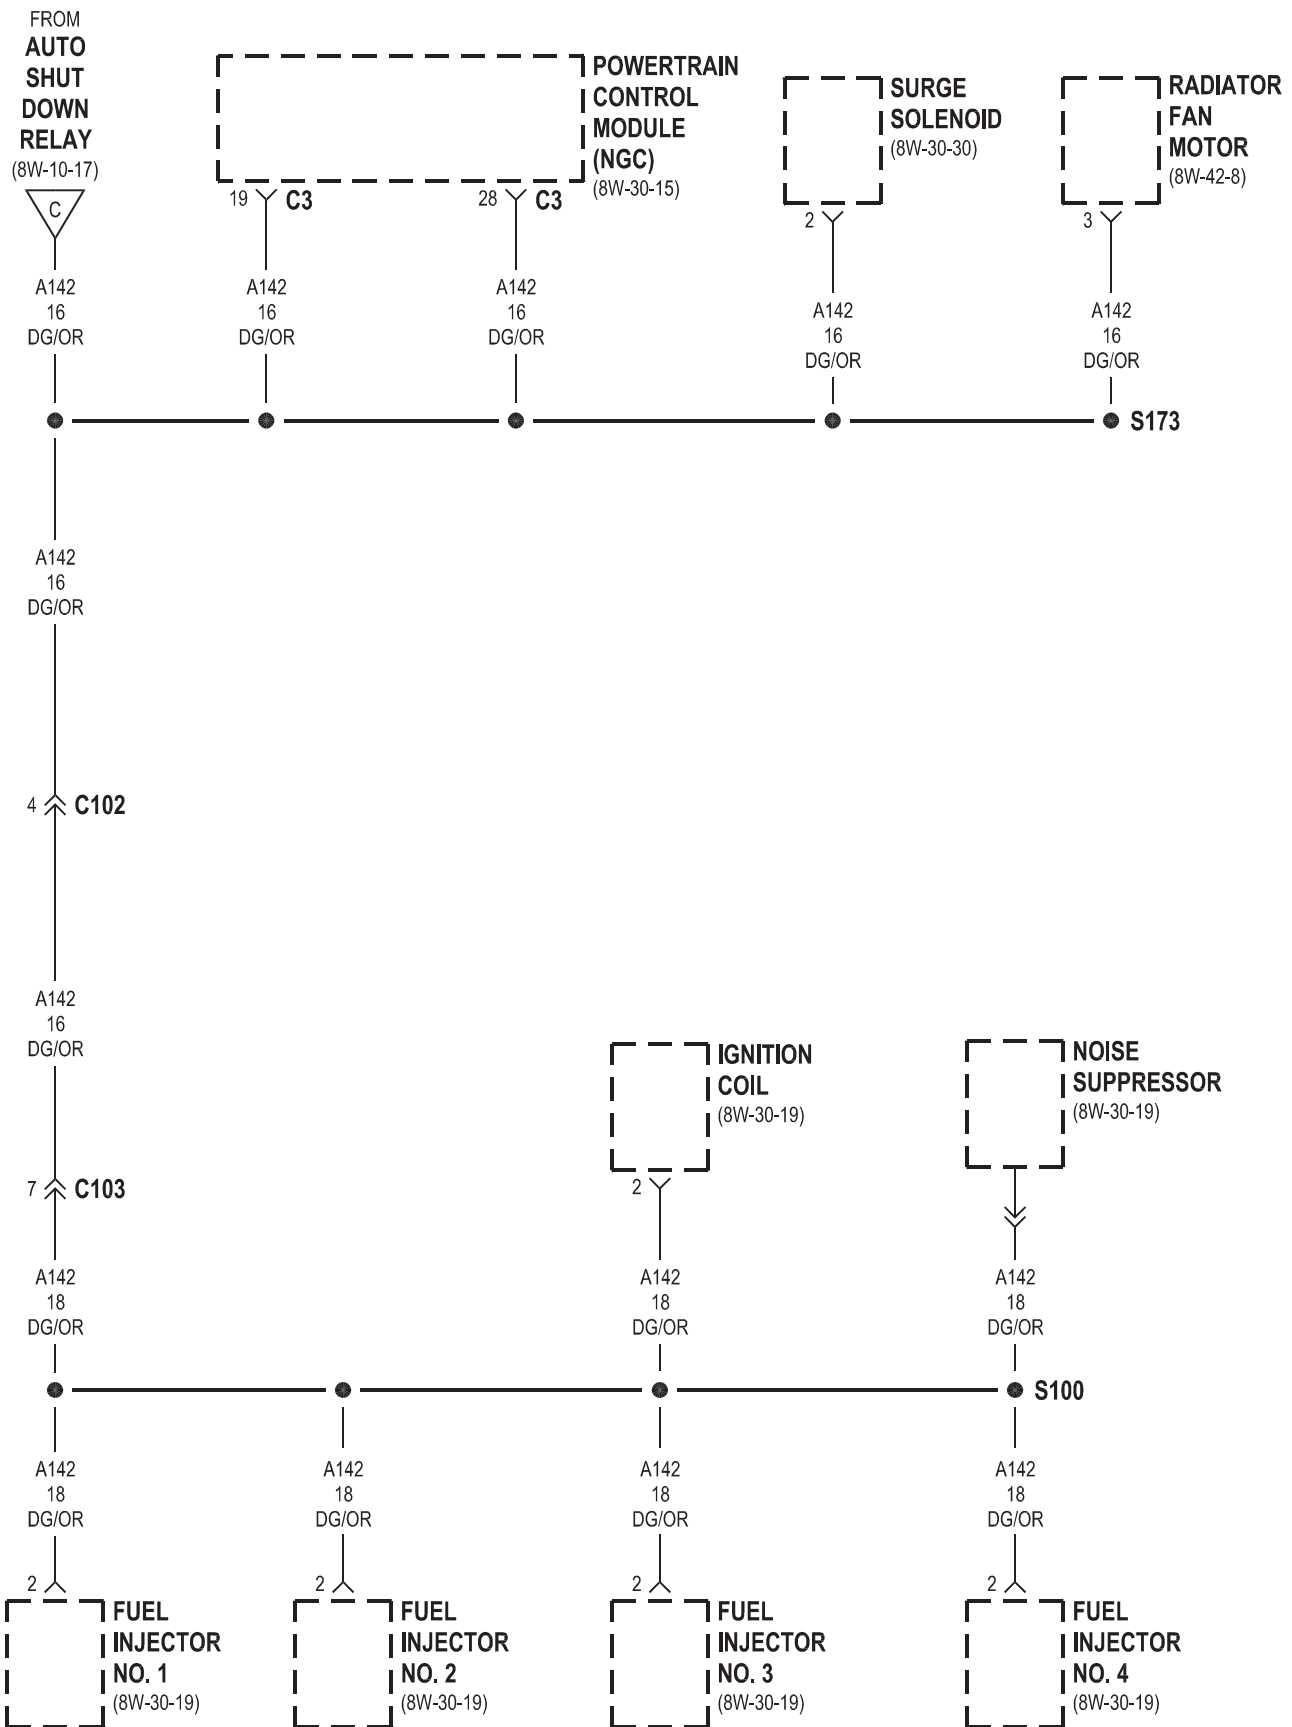 FROM
AUTO
SHUT
DOWN
RELAY
(8W-10-17)
C
POWERTRAIN
CONTROL
MODULE
(NGC)
(8W-30-15)
SURGE
SOLENOID
(8W-30-30)
RADIATOR
FAN
MOTOR
(8W-42-8)
19 C3
28 C3
2
3
A142
16
DG/OR
A142
16
DG/OR
A142
16
DG/OR
A142
16
DG/OR
A142
16
DG/OR
S173
A142
16
DG/OR
4 C102
A142
16
DG/OR
IGNITION
COIL
(8W-30-19)
NOISE
SUPPRESSOR
(8W-30-19)
7 C103
2
A142
18
DG/OR
A142
18
DG/OR
A142
18
DG/OR
S100
A142
18
DG/OR
A142
18
DG/OR
A142
18
DG/OR
A142
18
DG/OR
2
2
2
2
FUEL
INJECTOR
NO. 1
(8W-30-19)
FUEL
INJECTOR
NO. 2
(8W-30-19)
FUEL
INJECTOR
NO. 3
(8W-30-19)
FUEL
INJECTOR
NO. 4
(8W-30-19)